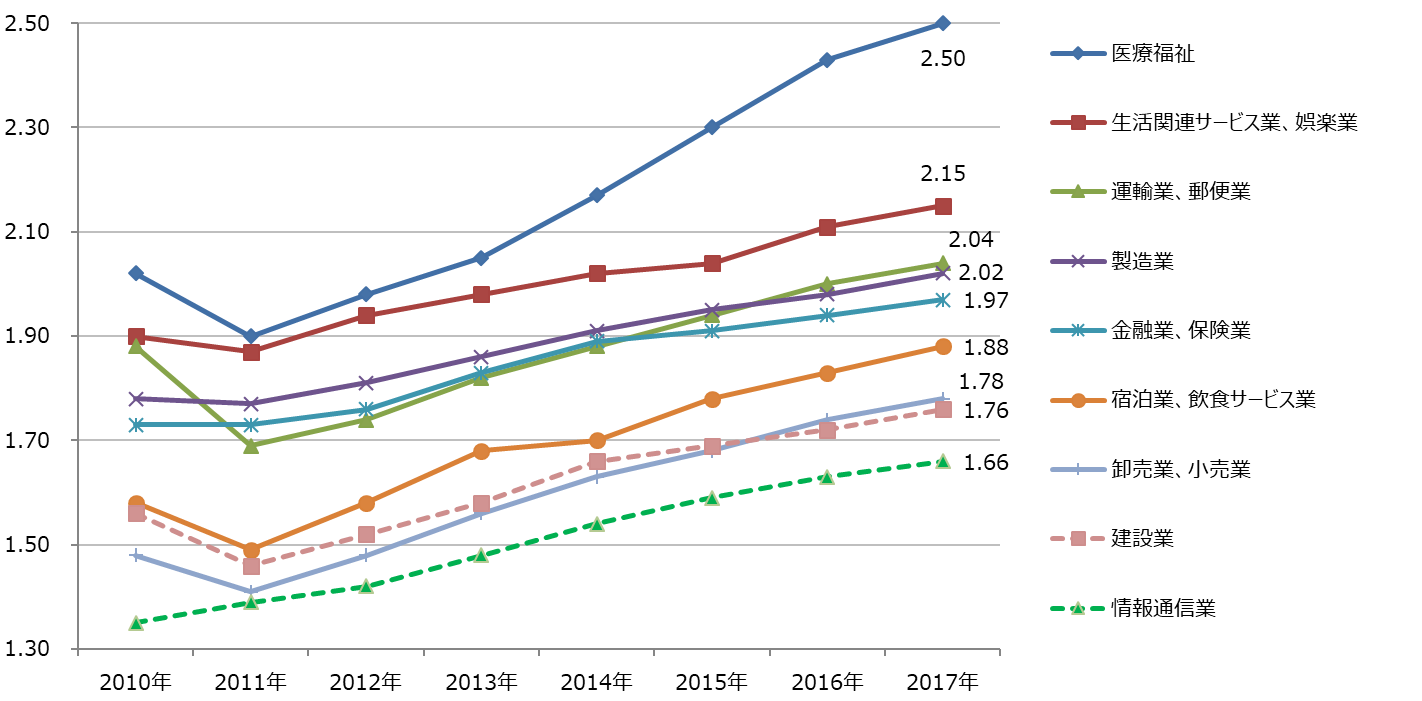 2.50
2.30
2.10
1.90
1.70
1.50
1.30
2010年 2011年 2012年 2013年 2014年 2015年 2016年 2017年
2.50
2.15
2.04
2.02
1.97
1.88
1.78
1.76
1.66
医療福祉
生活関連サービス業、娯楽業
運輸業、郵便業
製造業
金融業、保険業
宿泊業、飲食サービス業
卸売業、小売業
建設業
情報通信業